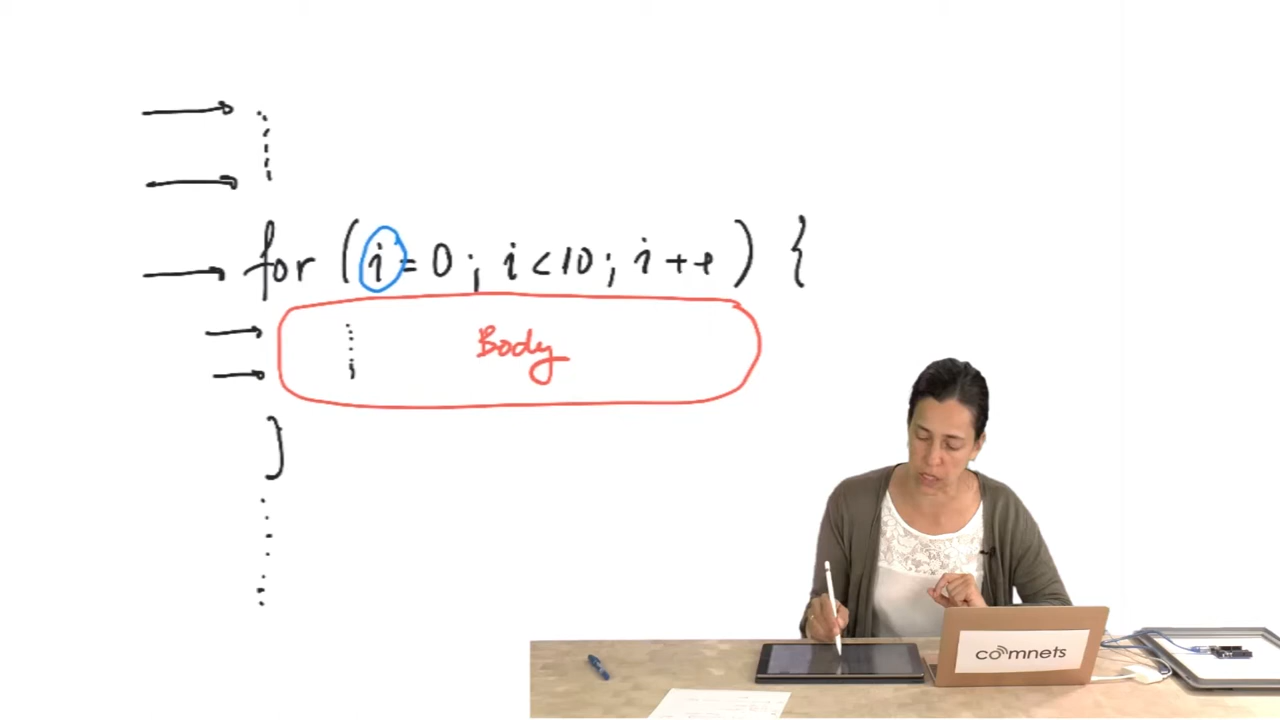 for (i = 0; i < 10; i++) {
Body
}
comnets